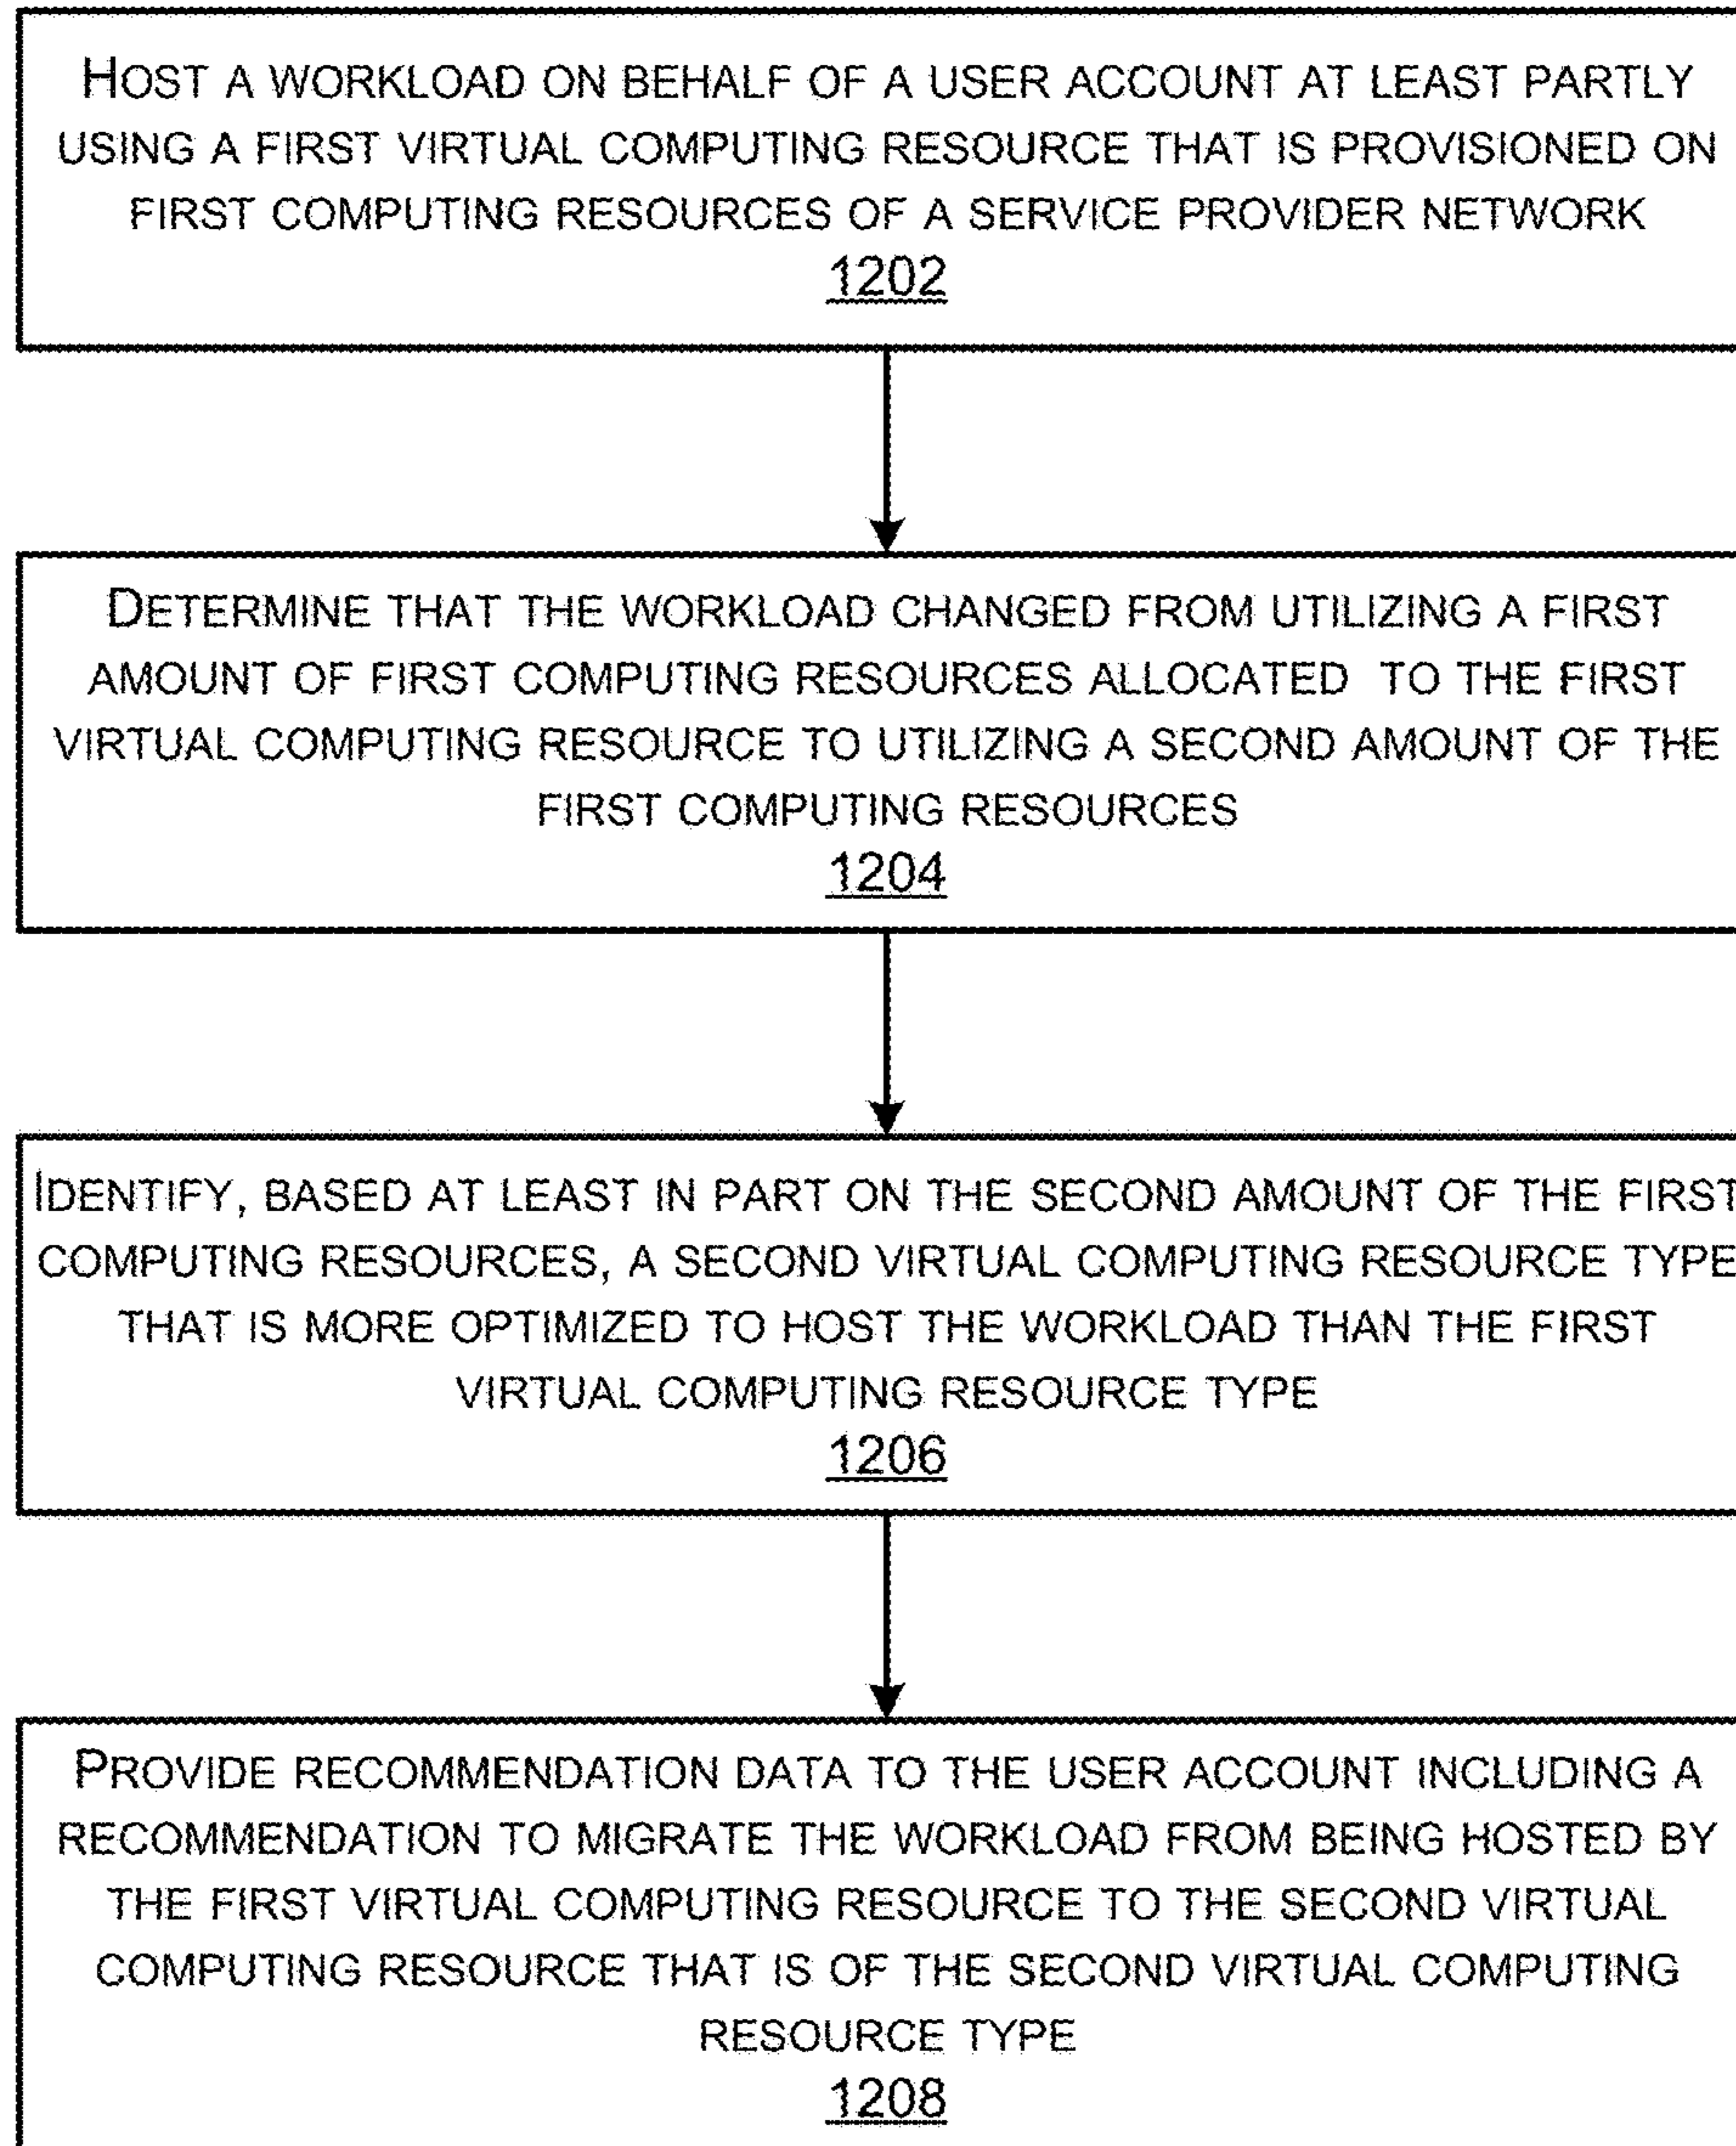 HOST A WORKLOAD ON BEHALF OF A USER ACCOUNT AT LEAST PARTLY
USING A FIRST VIRTUAL COMPUTING RESOURCE THAT IS PROVISIONED ON
FIRST COMPUTING RESOURCES OF A SERVICE PROVIDER NETWORK
1202
DETERMINE THAT THE WORKLOAD CHANGED FROM UTILIZING A FIRST
AMOUNT OF FIRST COMPUTING RESOURCES ALLOCATED TO THE FIRST
VIRTUAL COMPUTING RESOURCE TO UTILIZING A SECOND AMOUNT OF THE
FIRST COMPUTING RESOURCES
1204
IDENTIFY, BASED AT LEAST IN PART ON THE SECOND AMOUNT OF THE FIRST
COMPUTING RESOURCES, A SECOND VIRTUAL COMPUTING RESOURCE TYPE
THAT IS MORE OPTIMIZED TO HOST THE WORKLOAD THAN THE FIRST
VIRTUAL COMPUTING RESOURCE TYPE
1206
PROVIDE RECOMMENDATION DATA TO THE USER ACCOUNT INCLUDING A
RECOMMENDATION TO MIGRATE THE WORKLOAD FROM BEING HOSTED BY
THE FIRST VIRTUAL COMPUTING RESOURCE TO THE SECOND VIRTUAL
COMPUTING RESOURCE THAT IS OF THE SECOND VIRTUAL COMPUTING
RESOURCE TYPE
1208